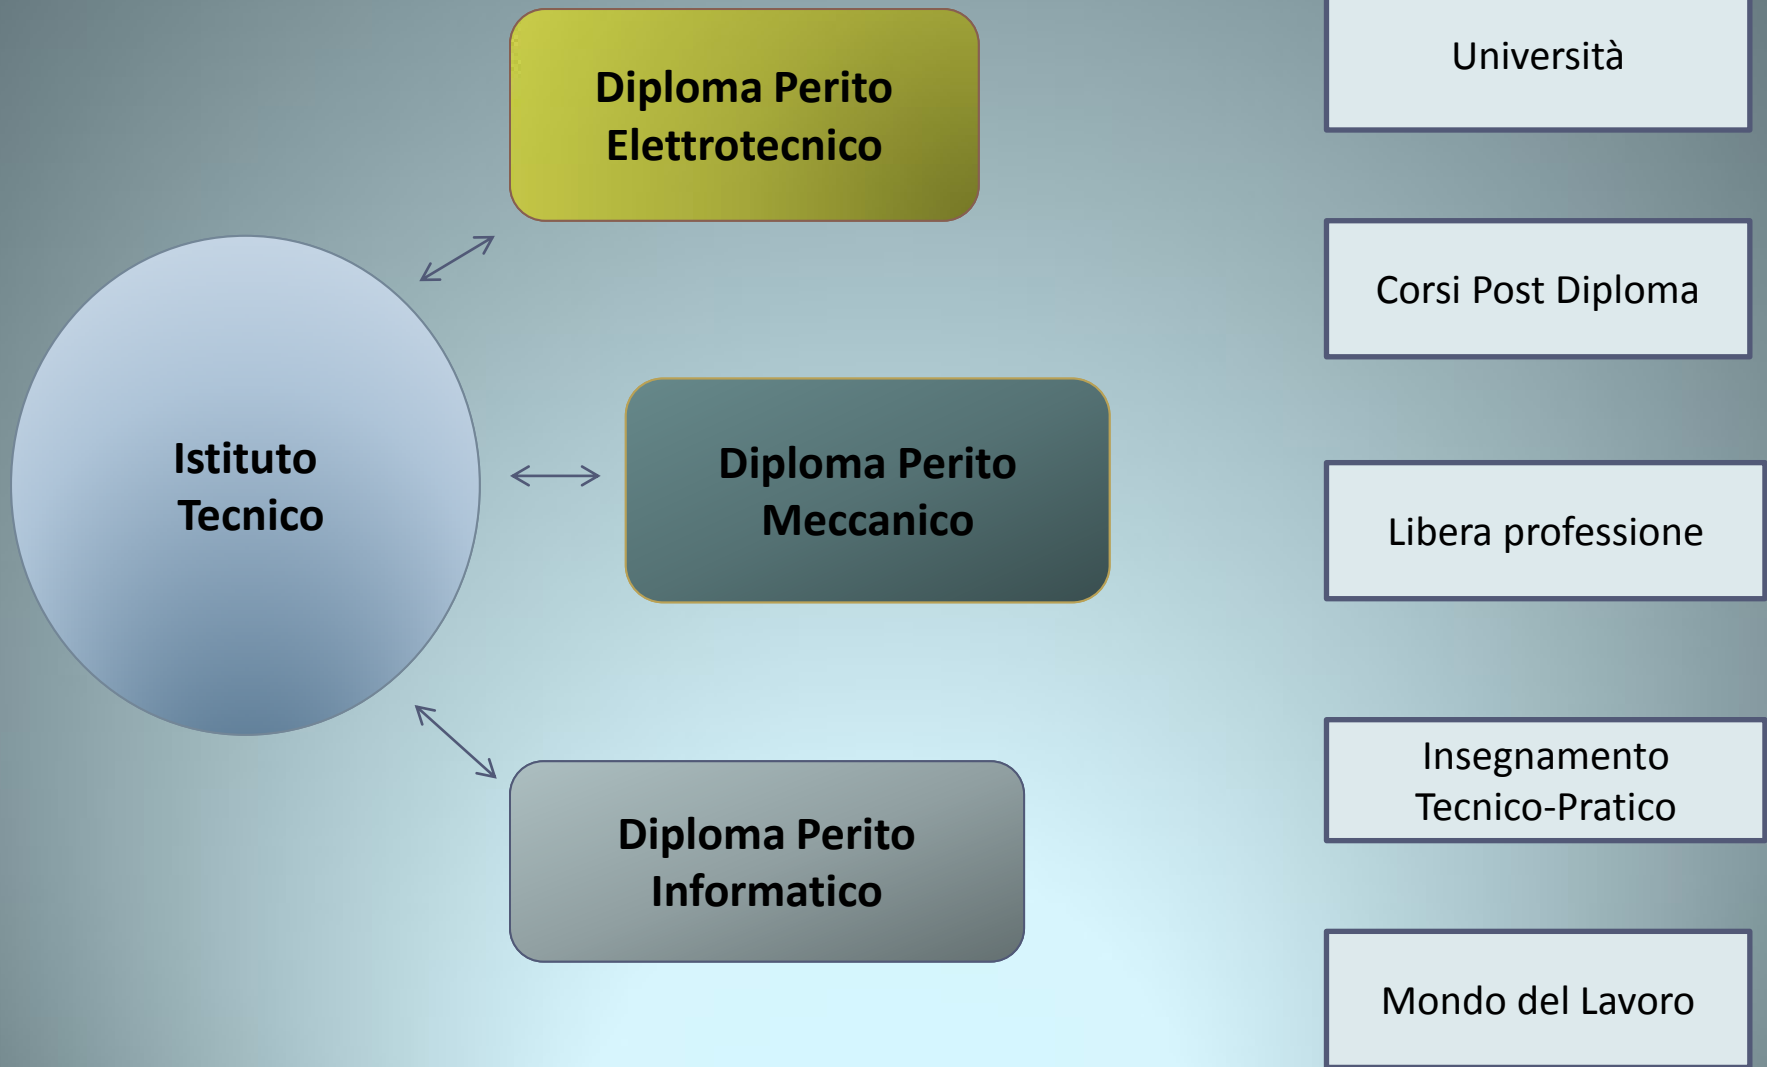 Istituto
Tecnico
Diploma Perito
Elettrotecnico
Diploma Perito
Meccanico
Diploma Perito
Informatico
Università
Corsi Post Diploma
Libera professione
Insegnamento
Tecnico-Pratico
Mondo del Lavoro